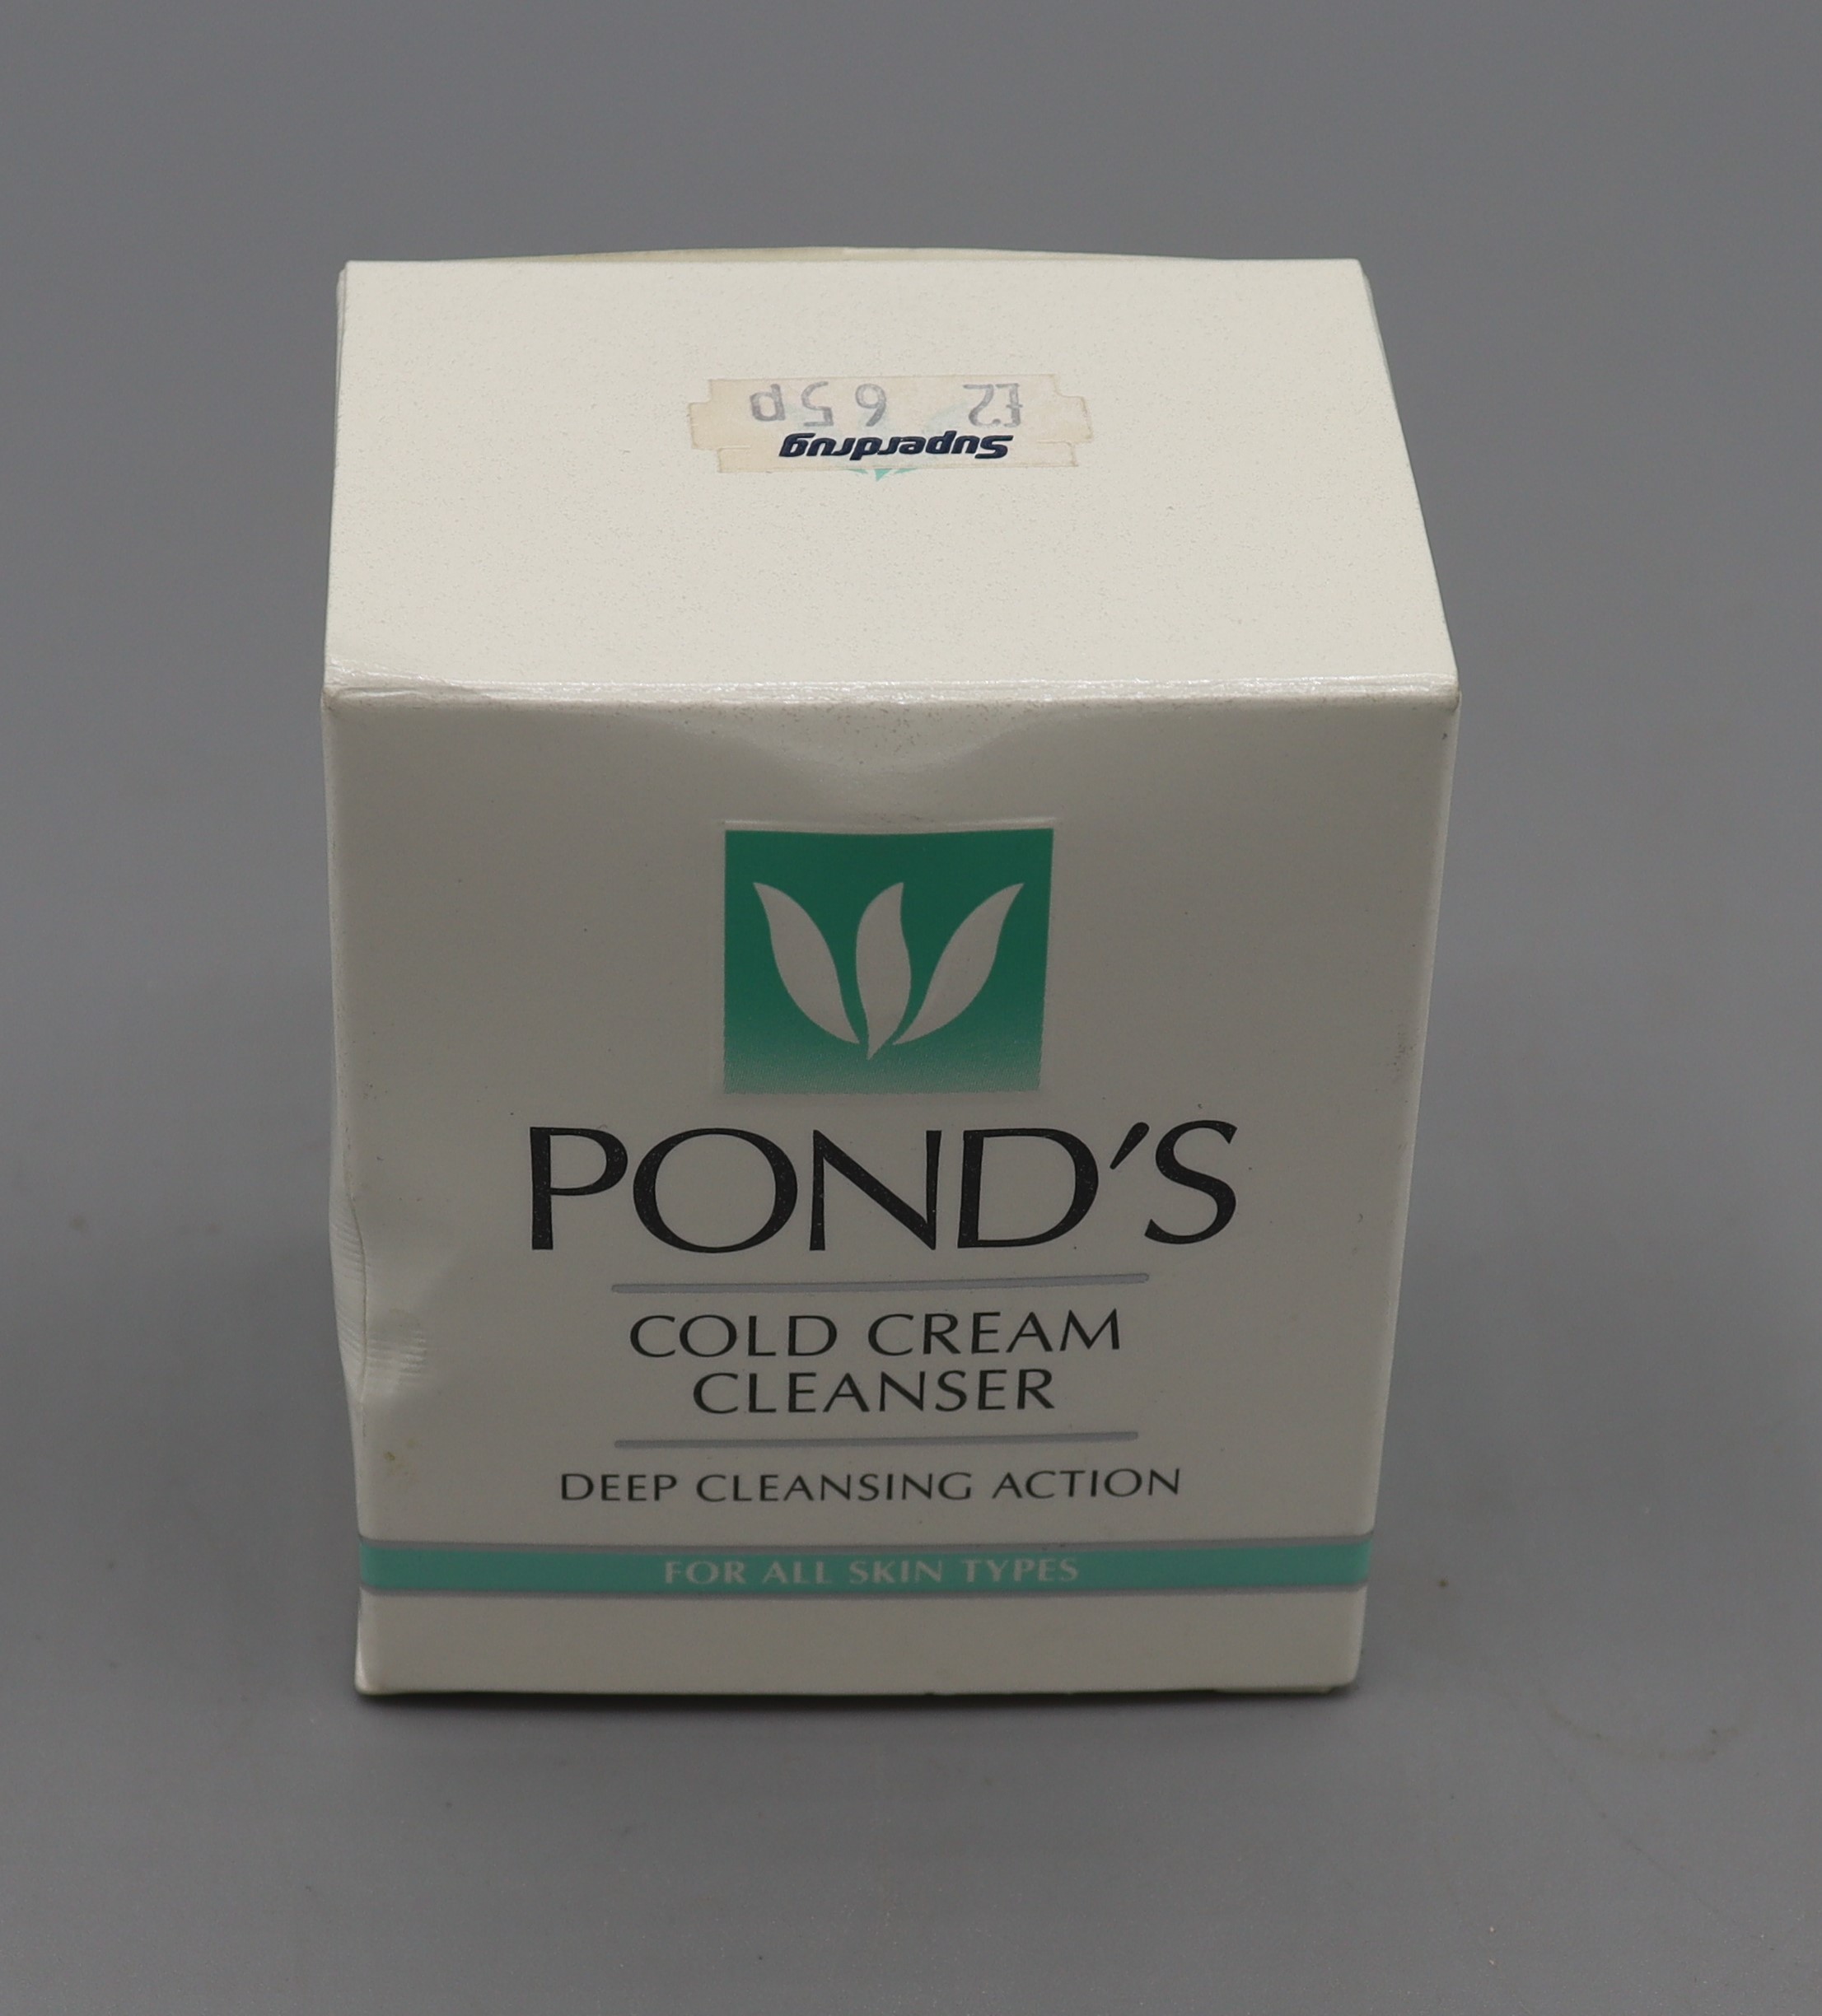 £2 65p
Superdrug
POND'S
COLD CREAM
CLEANSER
DEEP CLEANSING ACTION
FOR ALL SKIN TYPES